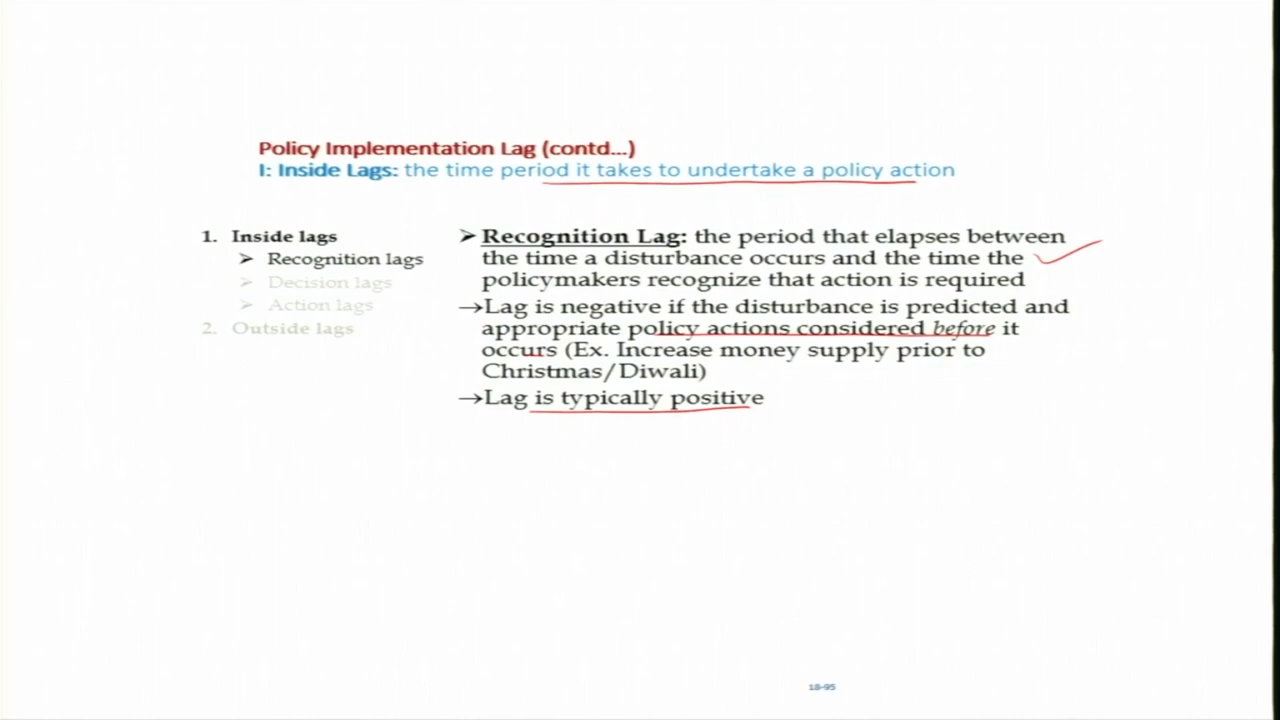 Policy Implementation Lag (contd...)
I: Inside Lags: the time period it takes to undertake a policy action
1. Inside lags
➢ Recognition lags
➢ Decision lags
➢ Action lags
2. Outside lags
➢ Recognition Lag: the period that elapses between
the time a disturbance occurs and the time the
policymakers recognize that action is required
→Lag is negative if the disturbance is predicted and
appropriate policy actions considered before it
occurs (Ex. Increase money supply prior to
Christmas/Diwali)
→Lag is typically positive
18-95